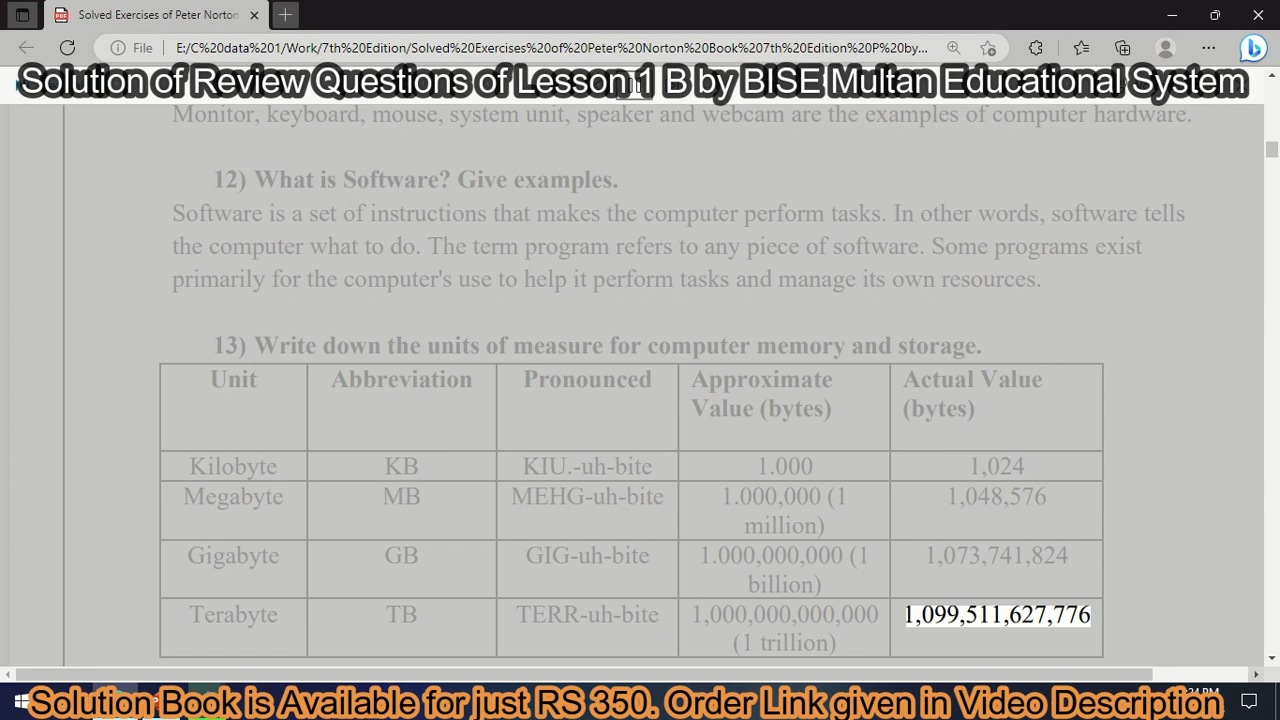 Solved Exercises of Peter Norton
File
E:/C%20data%201/Work/7th%20Edition/Solved%20Exercises%20of%20Peter%20Norton%20Book%207th%20Edition%20P%20by...
Solution of Review Questions of Lesson 1 B by BISE Multan Educational System
Monitor, keyboard, mouse, system unit, speaker and webcam are the examples of computer hardware.
12) What is Software? Give examples.
Software is a set of instructions that makes the computer perform tasks. In other words, software tells
the computer what to do. The term program refers to any piece of software. Some programs exist
primarily for the computer's use to help it perform tasks and manage its own resources.
13) Write down the units of measure for computer memory and storage.
Unit Abbreviation Pronounced Approximate Actual Value
Value (bytes) (bytes)
Kilobyte KB KIU.-uh-bite 1.000 1,024
Megabyte MB MEHG-uh-bite 1.000,000 (1 1,048,576
million)
Gigabyte GB GIG-uh-bite 1.000,000,000 (1 1,073,741,824
billion)
Terabyte TB TERR-uh-bite 1,000,000,000,000 1,099,511,627,776
(1 trillion)
Solution Book is Available for just RS 350. Order Link given in Video Description